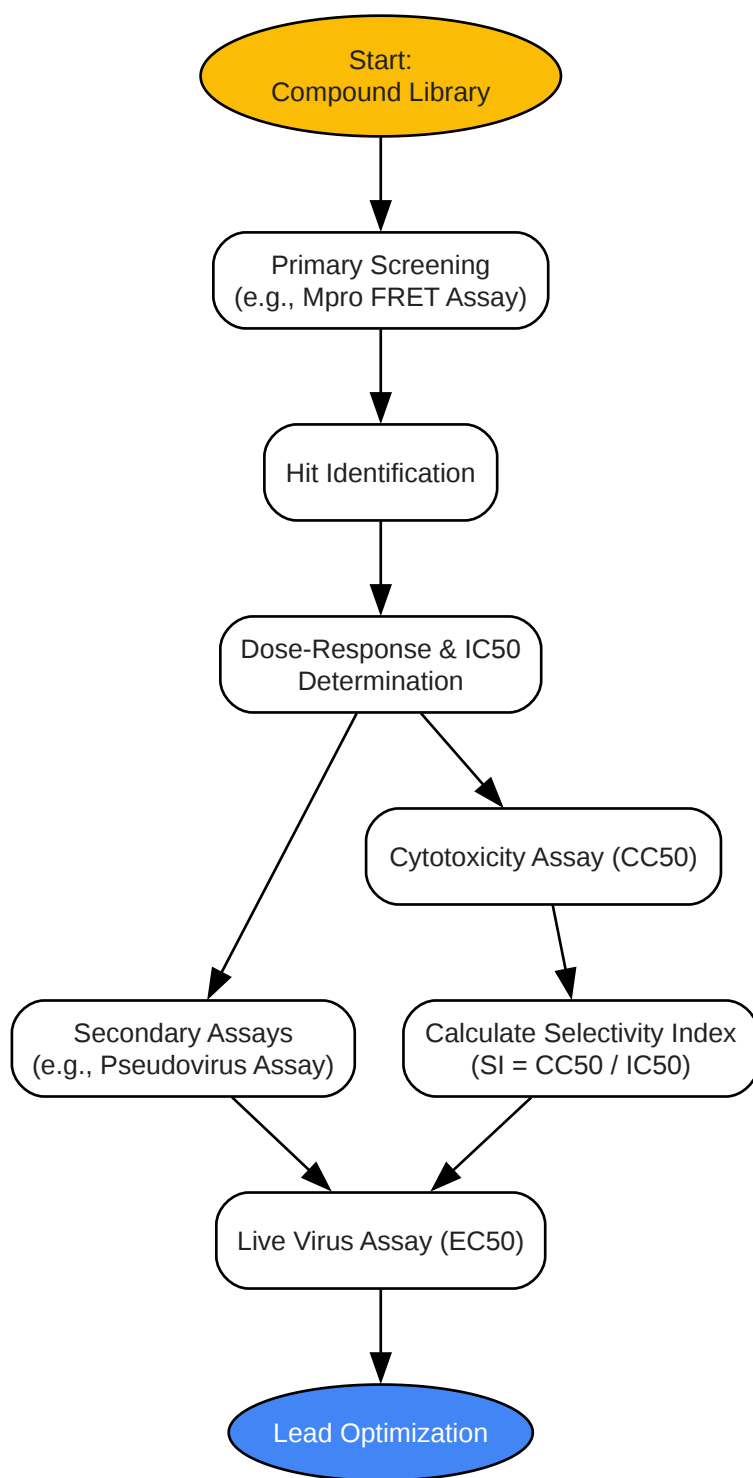 Start:
Compound Library
Primary Screening
(e.g., Mpro FRET Assay)
Hit Identification
Dose-Response & IC50
Determination
Cytotoxicity Assay (CC50)
Secondary Assays
(e.g., Pseudovirus Assay)
Calculate Selectivity Index
(SI = CC50 / IC50)
Live Virus Assay (EC50)
Lead Optimization